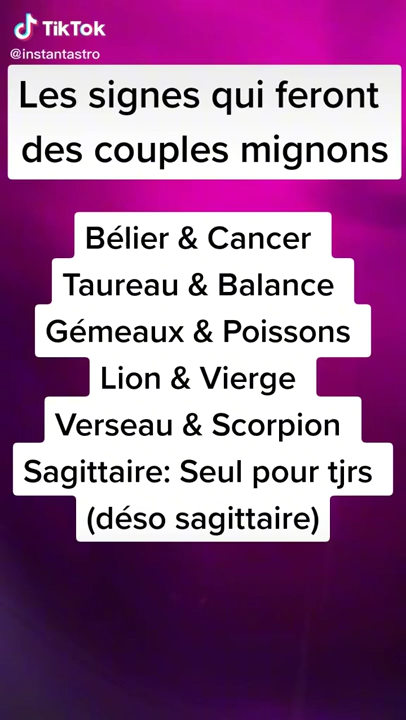 TikTok
@instantastro
Les signes qui feront
des couples mignons
Bélier & Cancer
Taureau & Balance
Gémeaux & Poissons
Lion & Vierge
Verseau & Scorpion
Sagittaire: Seul pour tjrs
(déso sagittaire)